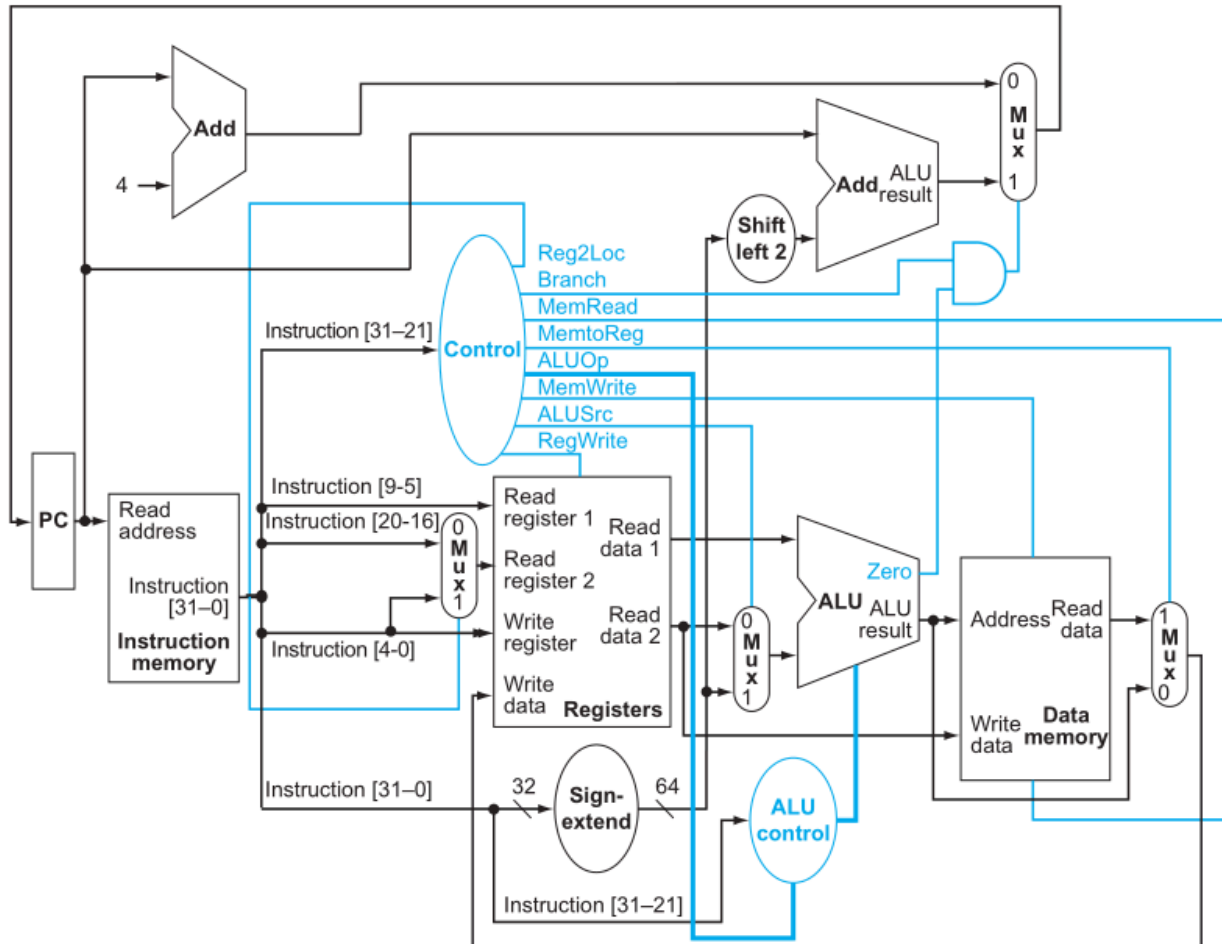 Add
4
0
M
u
x
1
Add
ALU
result
Shift
left 2
Reg2Loc
Branch
MemRead
MemtoReg
ALUOp
MemWrite
ALUSrc
RegWrite
Control
Instruction [31–21]
PC
Read
address
Instruction
[31–0]
Instruction
memory
Instruction [9-5]
Instruction [20-16]
Instruction [4-0]
0
M
u
x
1
Read
register 1
Read
register 2
Write
register
Write
data
Read
data 1
Read
data 2
Registers
0
M
u
x
1
Zero
ALU
ALU
result
Address
Read
data
Write
data
Data
memory
1
M
u
x
0
Instruction [31–0]
32
Sign-
extend
64
ALU
control
Instruction [31–21]